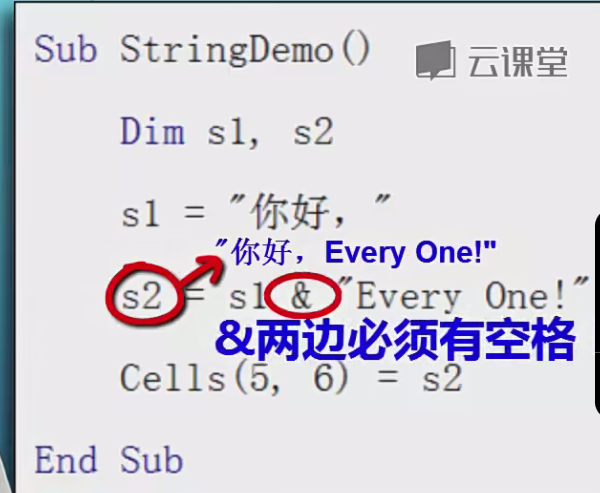 Sub StringDemo()
云课堂
Dim s1, s2
s1 = "你好，"
"你好，Every One!"
s2 = s1 & "Every One!"
&两边必须有空格
Cells(5, 6) = s2
End Sub